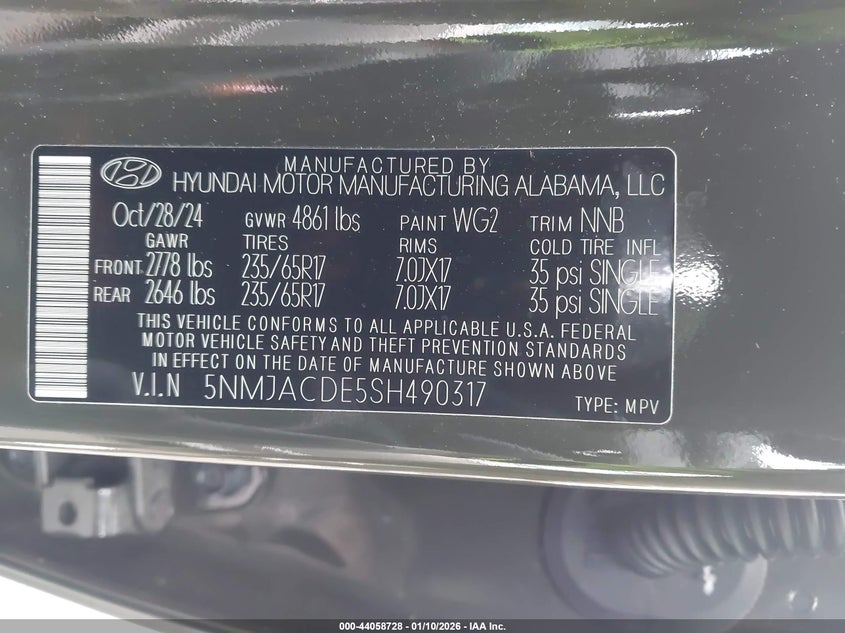 MANUFACTURED BY
HYUNDAI MOTOR MANUFACTURING ALABAMA, LLC
Oct/28/24 GVWR 4861 lbs PAINT WG2 TRIM NNB
GAWR TIRES RIMS COLD TIRE INFL
FRONT 2778 lbs 235/65R17 7.0JX17 35 psi SINGLE
REAR 2646 lbs 235/65R17 7.0JX17 35 psi SINGLE
THIS VEHICLE CONFORMS TO ALL APPLICABLE U.S.A. FEDERAL
MOTOR VEHICLE SAFETY AND THEFT PREVENTION STANDARDS
IN EFFECT ON THE DATE OF MANUFACTURE SHOWN ABOVE
V.I.N 5NMJACDE5SH490317
TYPE: MPV
000-44058728 - 01/10/2026 - IAA Inc.